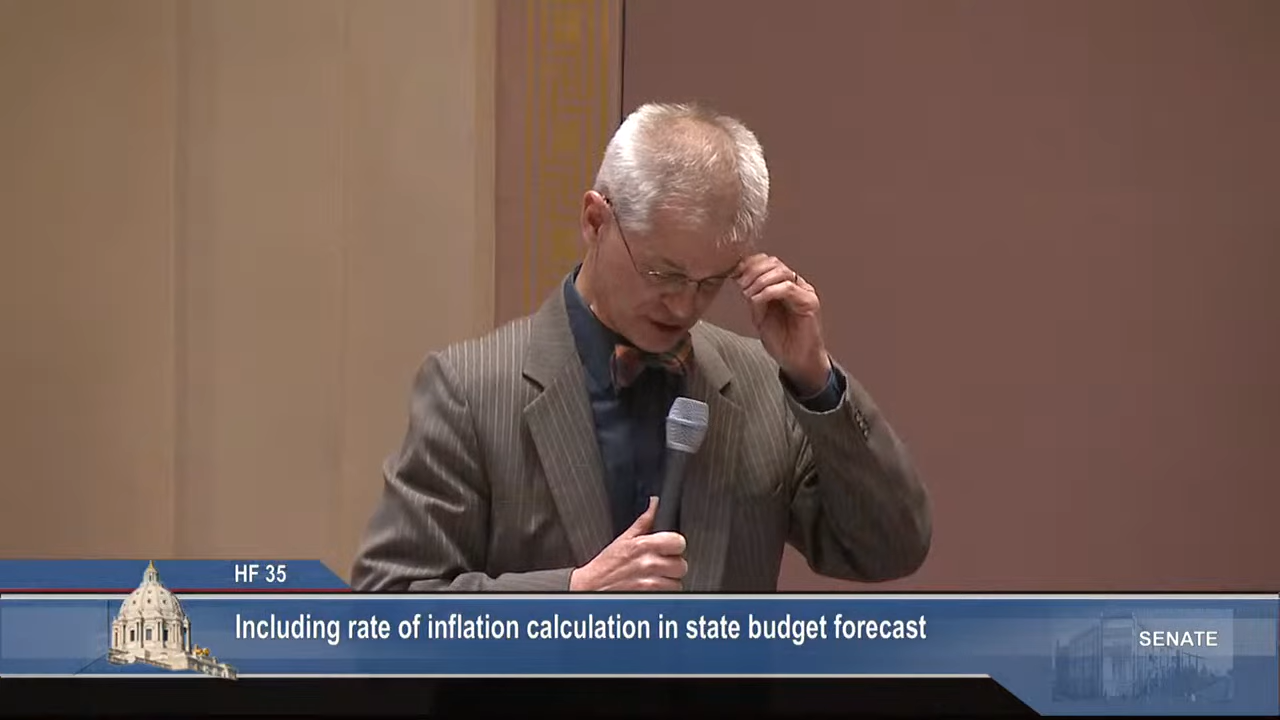 HF 35
Including rate of inflation calculation in state budget forecast
SENATE